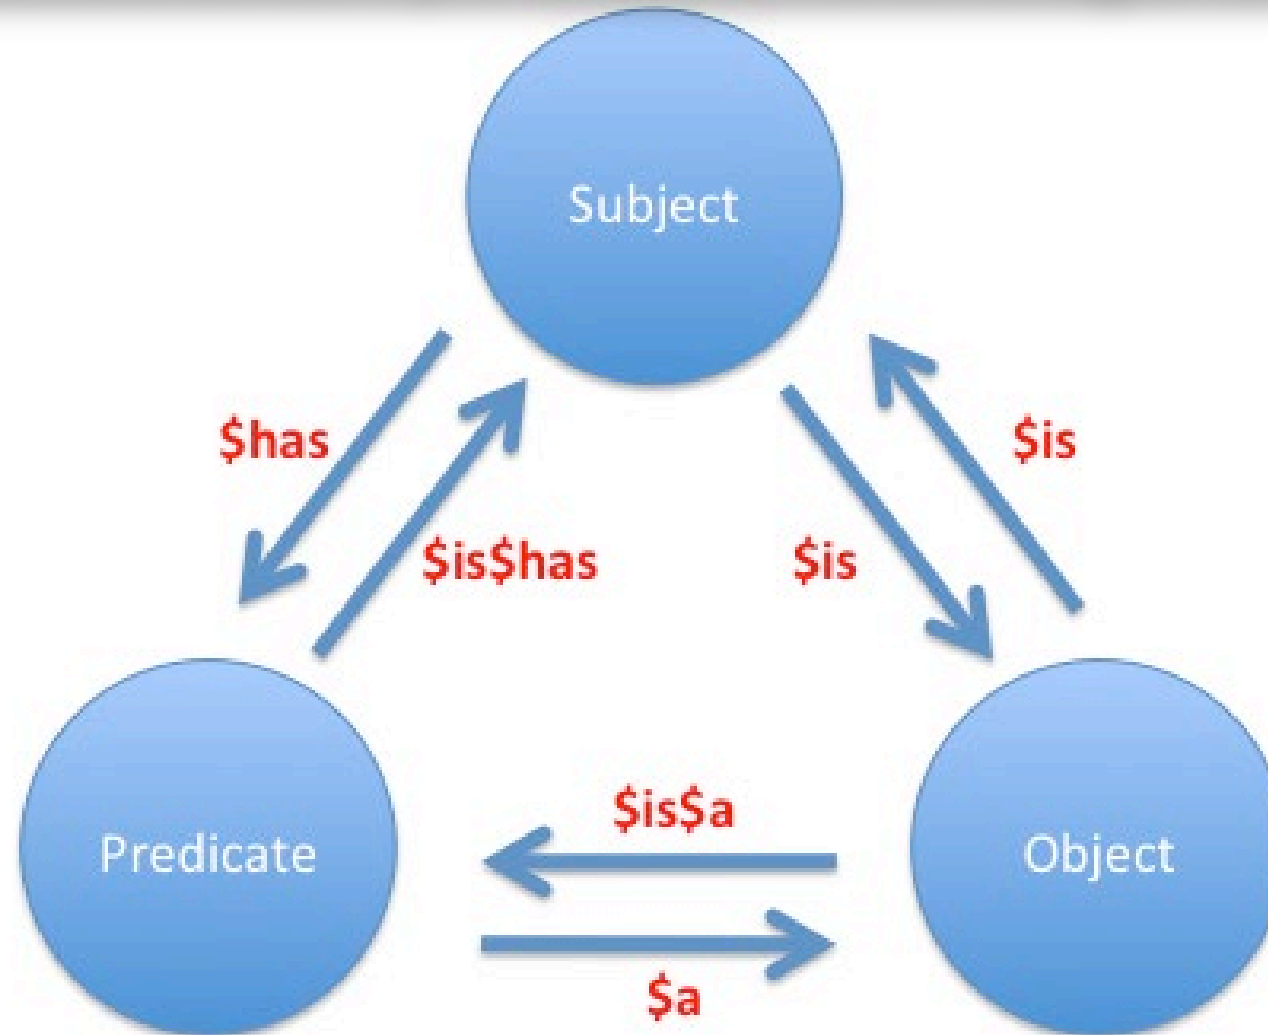 Subject
$has
$is
$is$has
$is
$is$a
Predicate
Object
$a